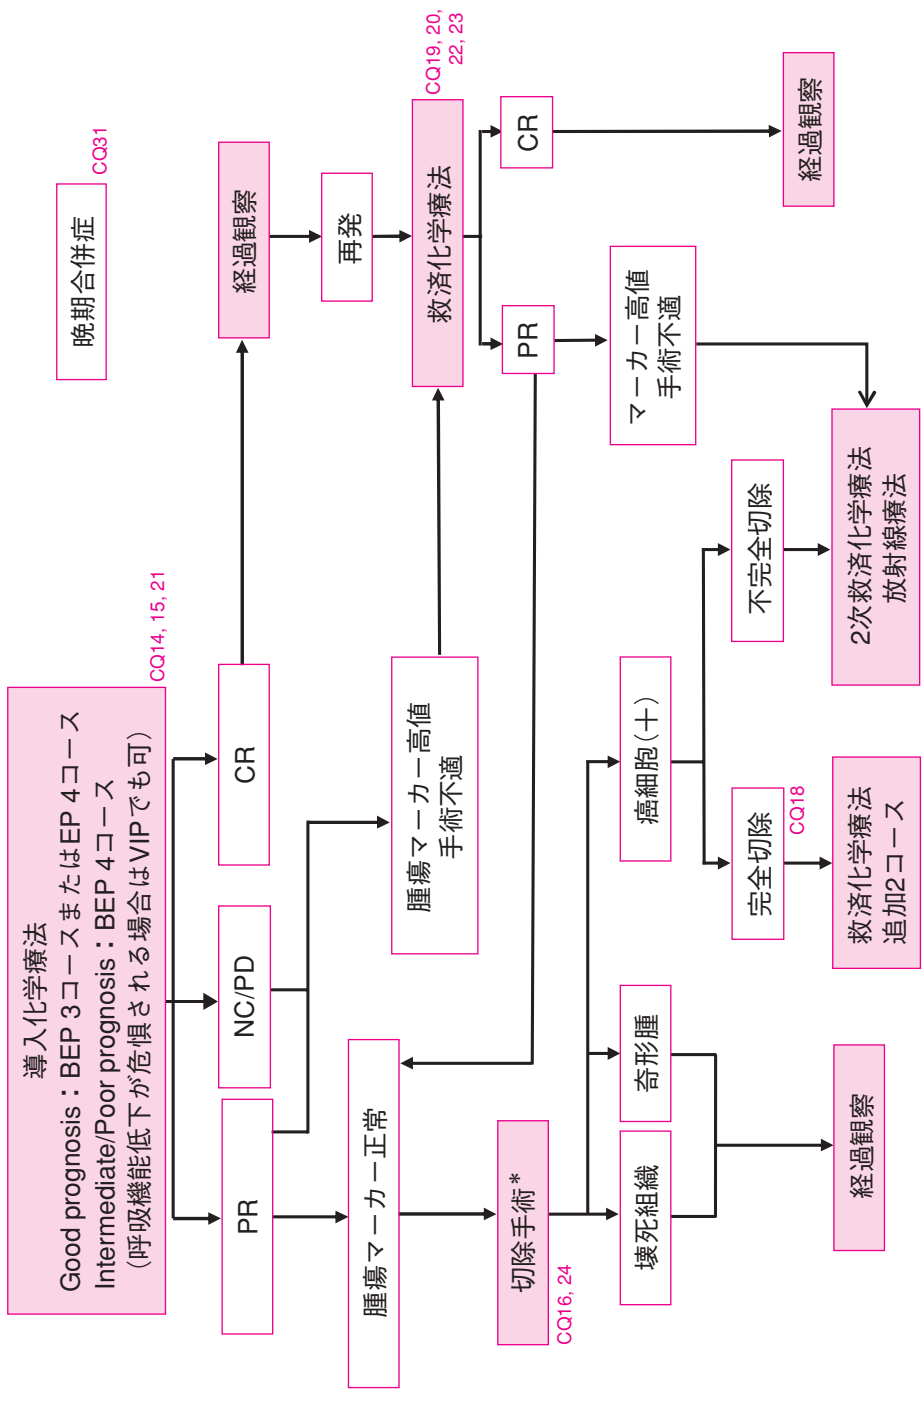 導入化学療法
Good prognosis：BEP 3コースまたはEP 4コース
Intermediate/Poor prognosis：BEP 4コース
（呼吸機能低下が危惧される場合はVIPでも可）
CQ14, 15, 21
晩期合併症
CQ31
PR
NC/PD
CR
経過観察
再発
腫瘍マーカー正常
腫瘍マーカー高値
手術不適
救済化学療法
CQ19, 20,
22, 23
切除手術*
CQ16, 24
PR
CR
壊死組織
奇形腫
癌細胞（＋）
マーカー高値
手術不適
完全切除
CQ18
不完全切除
経過観察
救済化学療法
追加2コース
2次救済化学療法
放射線療法
経過観察